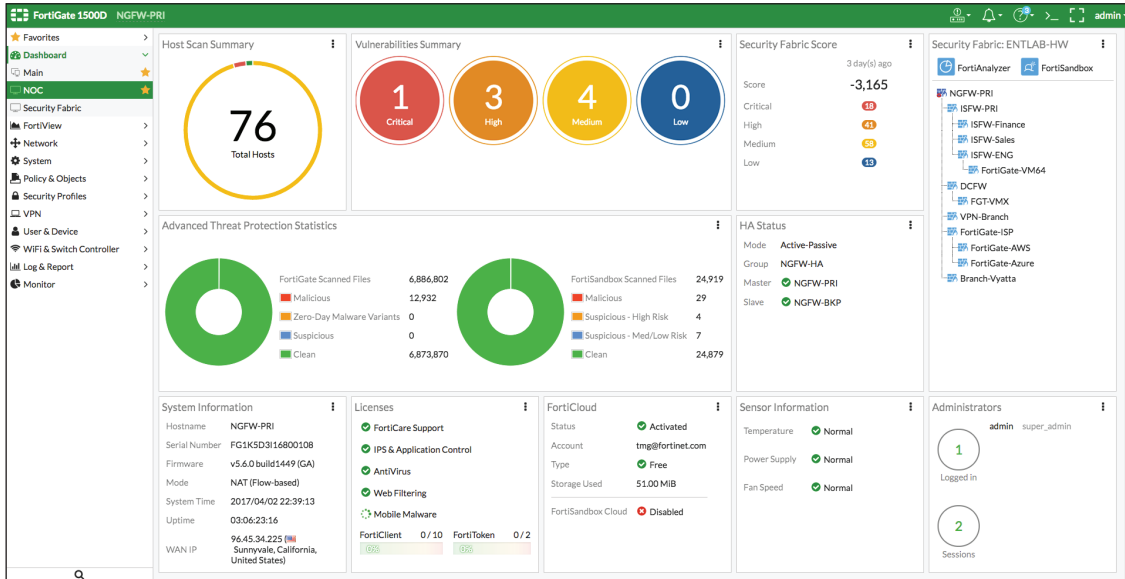 FortiGate 1500D NGFW-PRI
3
admin
Favorites
Dashboard
Main
NOC
Security Fabric
FortiView
Network
System
Policy & Objects
Security Profiles
VPN
User & Device
WiFi & Switch Controller
Log & Report
Monitor
Host Scan Summary
76
Total Hosts
Vulnerabilities Summary
1
Critical
3
High
4
Medium
0
Low
Security Fabric Score
3 day(s) ago
Score -3,165
Critical 18
High 41
Medium 58
Low 13
Security Fabric: ENTLAB-HW
FortiAnalyzer FortiSandbox
NGFW-PRI
ISFW-PRI
ISFW-Finance
ISFW-Sales
ISFW-ENG
FortiGate-VM64
DCFW
FGT-VMX
VPN-Branch
FortiGate-ISP
FortiGate-AWS
FortiGate-Azure
Branch-Vyatta
Advanced Threat Protection Statistics
FortiGate Scanned Files 6,886,802
Malicious 12,932
Zero-Day Malware Variants 0
Suspicious 0
Clean 6,873,870
FortiSandbox Scanned Files 24,919
Malicious 29
Suspicious - High Risk 4
Suspicious - Med/Low Risk 7
Clean 24,879
HA Status
Mode Active-Passive
Group NGFW-HA
Master NGFW-PRI
Slave NGFW-BKP
System Information
Hostname NGFW-PRI
Serial Number FG1K5D3I16800108
Firmware v5.6.0 build1449 (GA)
Mode NAT (Flow-based)
System Time 2017/04/02 22:39:13
Uptime 03:06:23:16
WAN IP 96.45.34.225 (
Sunnyvale, California,
United States)
Licenses
FortiCare Support
IPS & Application Control
AntiVirus
Web Filtering
Mobile Malware
FortiClient 0 / 10 FortiToken 0 / 2
0% 0%
FortiCloud
Status Activated
Account tmg@fortinet.com
Type Free
Storage Used 51.00 MiB
FortiSandbox Cloud Disabled
Sensor Information
Temperature Normal
Power Supply Normal
Fan Speed Normal
Administrators
1
Logged in
admin super_admin
2
Sessions